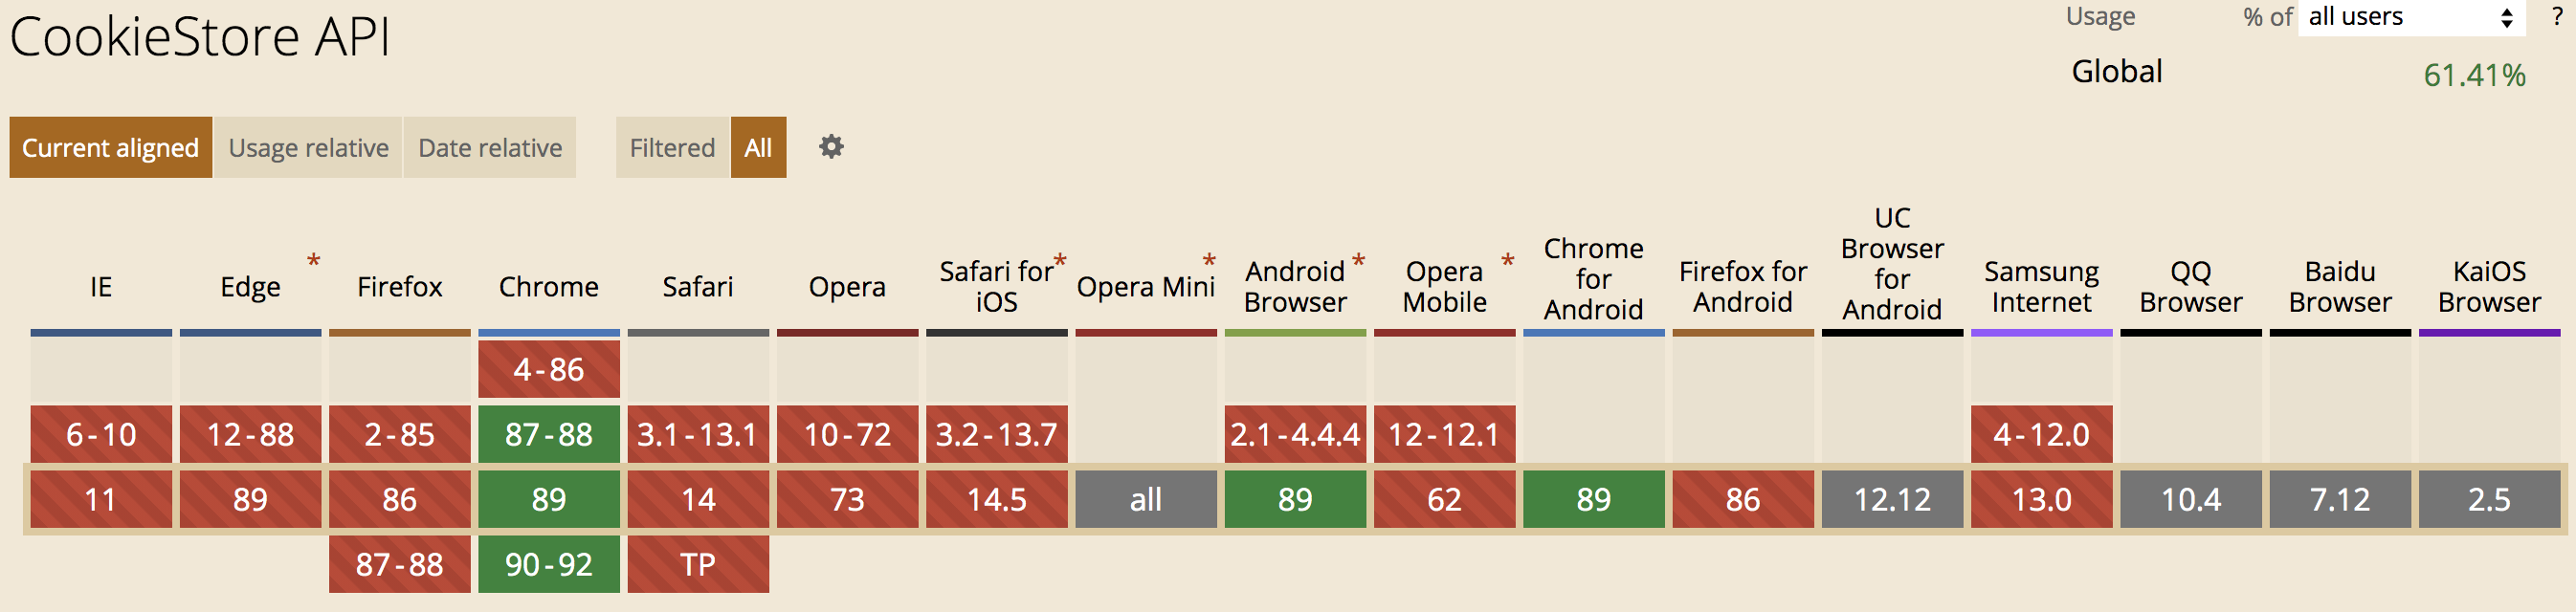 CookieStore API
Usage % of all users ?
Global 61.41%
Current aligned Usage relative Date relative Filtered All
IE
Edge *
Firefox
Chrome
Safari
Opera
Safari for *
iOS
Opera Mini *
Android *
Browser
Opera *
Mobile
Chrome
for
Android
Firefox for
Android
UC
Browser
for
Android
Samsung
Internet
QQ
Browser
Baidu
Browser
KaiOS
Browser
4-86
6-10 12-88 2-85 87-88 3.1-13.1 10-72 3.2-13.7 2.1-4.4.4 12-12.1 4-12.0
11 89 86 89 14 73 14.5 all 89 62 89 86 12.12 13.0 10.4 7.12 2.5
87-88 90-92 TP